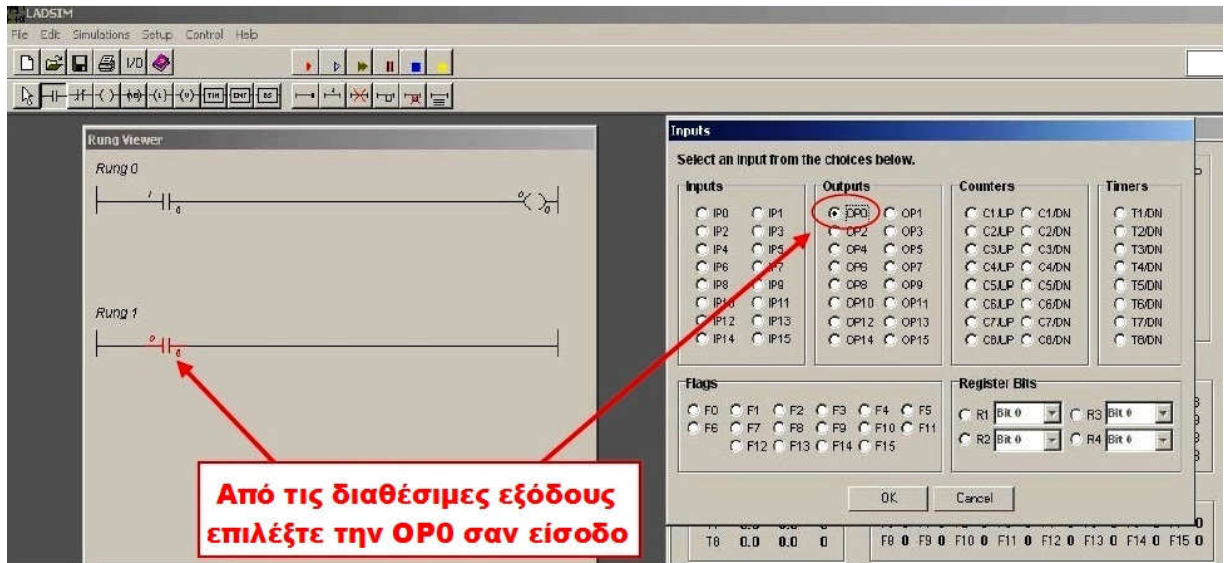 LADSIM
File Edit Simulations Setup Control Help
I/O
TIM CNT BS
Rung Viewer
Rung 0
I 0 O 0
Rung 1
O 0
Από τις διαθέσιμες εξόδους
επιλέξτε την OP0 σαν είσοδο
Inputs
Select an input from the choices below.
Inputs
IP0 IP1
IP2 IP3
IP4 IP5
IP6 IP7
IP8 IP9
IP10 IP11
IP12 IP13
IP14 IP15
Outputs
OP0 OP1
OP2 OP3
OP4 OP5
OP6 OP7
OP8 OP9
OP10 OP11
OP12 OP13
OP14 OP15
Counters
C1/UP C1/DN
C2/UP C2/DN
C3/UP C3/DN
C4/UP C4/DN
C5/UP C5/DN
C6/UP C6/DN
C7/UP C7/DN
C8/UP C8/DN
Timers
T1/DN
T2/DN
T3/DN
T4/DN
T5/DN
T6/DN
T7/DN
T8/DN
Flags
F0 F1 F2 F3 F4 F5
F6 F7 F8 F9 F10 F11
F12 F13 F14 F15
Register Bits
R1 Bit 0 R3 Bit 0
R2 Bit 0 R4 Bit 0
OK Cancel
T8 0.0 0.0 0
F8 0 F9 0 F10 0 F11 0 F12 0 F13 0 F14 0 F15 0